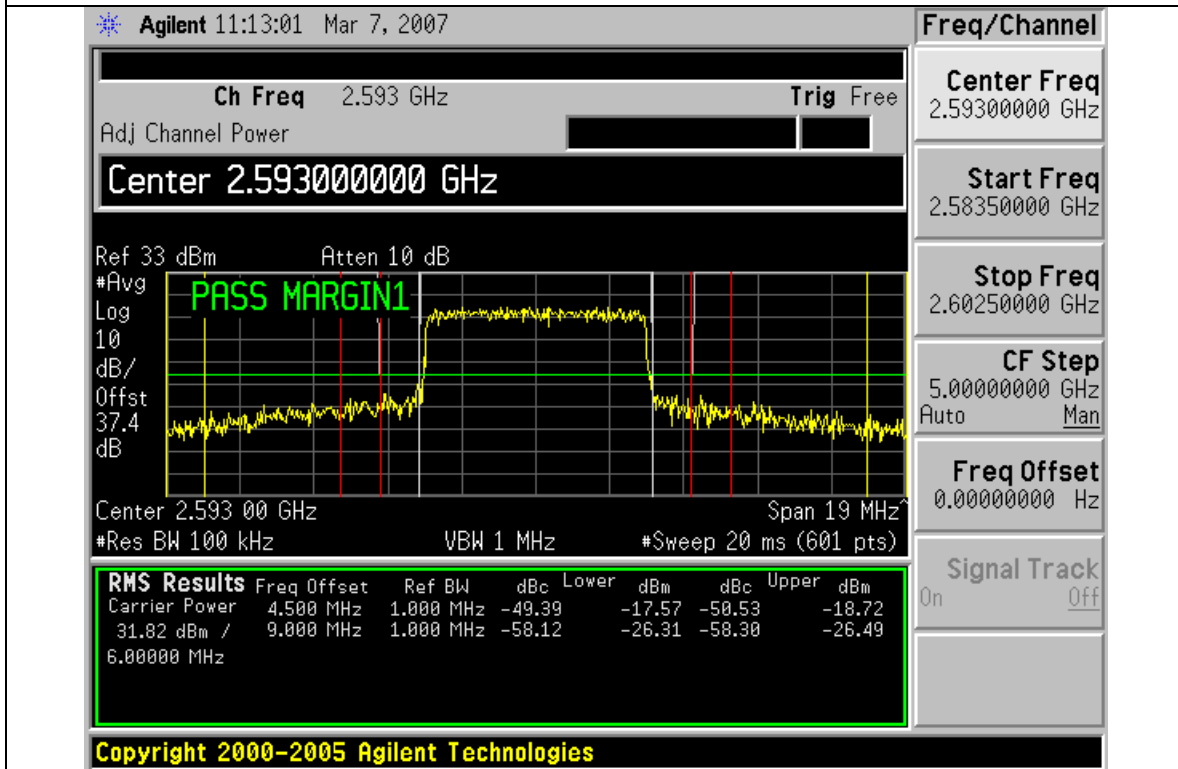 Agilent 11:13:01 Mar 7, 2007
Freq/Channel
Ch Freq 2.593 GHz Trig Free
Adj Channel Power
Center 2.593000000 GHz
Ref 33 dBm Atten 10 dB
#Avg
Log
10
dB/
Offst
37.4
dB
PASS MARGIN1
Center 2.593 00 GHz Span 19 MHz^
#Res BW 100 kHz VBW 1 MHz #Sweep 20 ms (601 pts)
RMS Results Freq Offset Ref BW dBc Lower dBm dBc Upper dBm
Carrier Power 4.500 MHz 1.000 MHz -49.39 -17.57 -50.53 -18.72
31.82 dBm / 9.000 MHz 1.000 MHz -58.12 -26.31 -58.30 -26.49
6.00000 MHz
Center Freq
2.59300000 GHz
Start Freq
2.58350000 GHz
Stop Freq
2.60250000 GHz
CF Step
5.00000000 GHz
Auto Man
Freq Offset
0.00000000 Hz
Signal Track
On Off
Copyright 2000-2005 Agilent Technologies